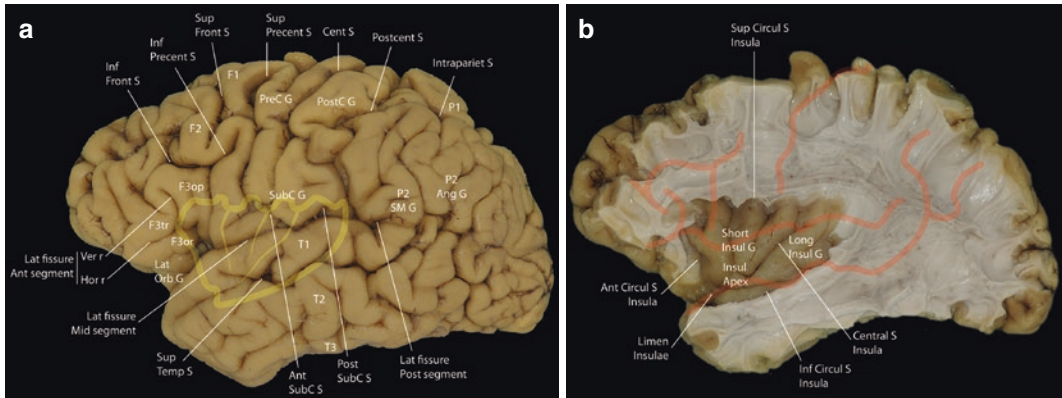 a
Sup
Front S
Sup
Precent S
Cent S
Postcent S
Inf
Precent S
Intrapariet S
Inf
Front S
F1
PreC G
PostC G
P1
F2
F3op
SubC G
P2
Ang G
P2
SM G
F3tr
F3or
T1
Lat fissure
Ant segment
Ver r
Hor r
Lat
Orb G
T2
Lat fissure
Mid segment
T3
Sup
Temp S
Ant
SubC S
Post
SubC S
Lat fissure
Post segment
b
Sup Circul S
Insula
Short
Insul G
Long
Insul G
Insul
Apex
Ant Circul S
Insula
Limen
Insulae
Central S
Insula
Inf Circul S
Insula